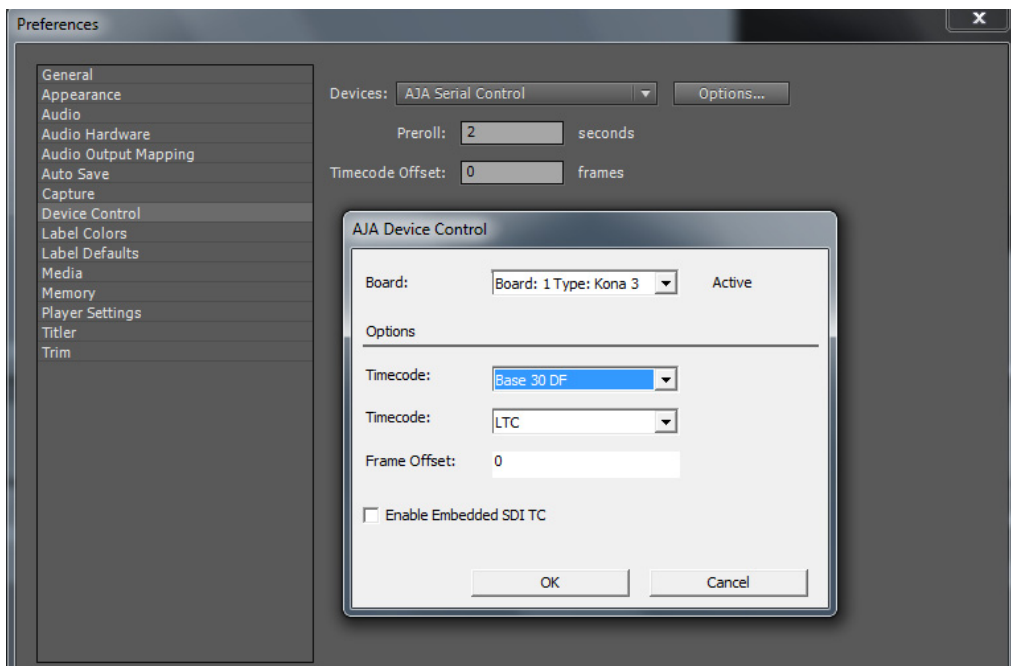 Preferences
x
General
Appearance
Audio
Audio Hardware
Audio Output Mapping
Auto Save
Capture
Device Control
Label Colors
Label Defaults
Media
Memory
Player Settings
Titler
Trim
Devices: AJA Serial Control Options...
Preroll: 2 seconds
Timecode Offset: 0 frames
AJA Device Control
Board: Board: 1 Type: Kona 3 Active
Options
Timecode: Base 30 DF
Timecode: LTC
Frame Offset: 0
Enable Embedded SDI TC
OK Cancel